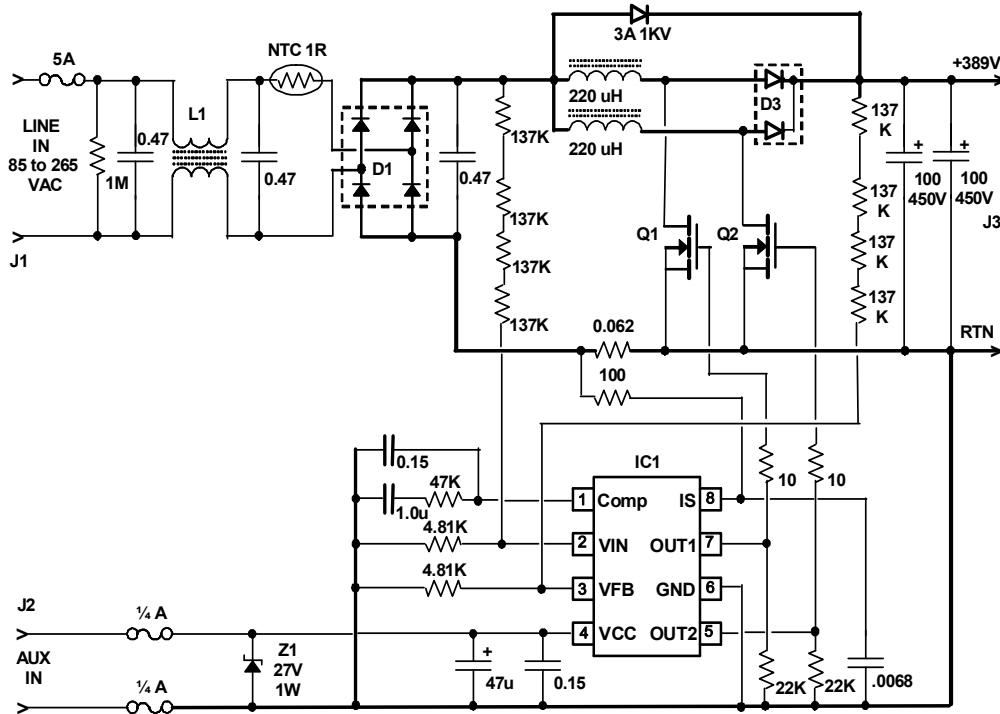 3A 1KV
5A
NTC 1R
+389V
L1
220 uH
D3
LINE
IN
85 to 265
VAC
0.47
1M
0.47
D1
0.47
137K
137K
137K
137K
220 uH
137
K
137
K
137
K
137
K
+
100
450V
+
100
450V
J3
J1
Q1
Q2
0.062
RTN
100
0.15
47K
1.0u
IC1
10
10
1
Comp
IS
8
4.81K
2
VIN
OUT1
7
4.81K
3
VFB
GND
6
4
VCC
OUT2
5
J2
¼ A
AUX
IN
¼ A
Z1
27V
1W
+
47u
0.15
22K
22K
.0068